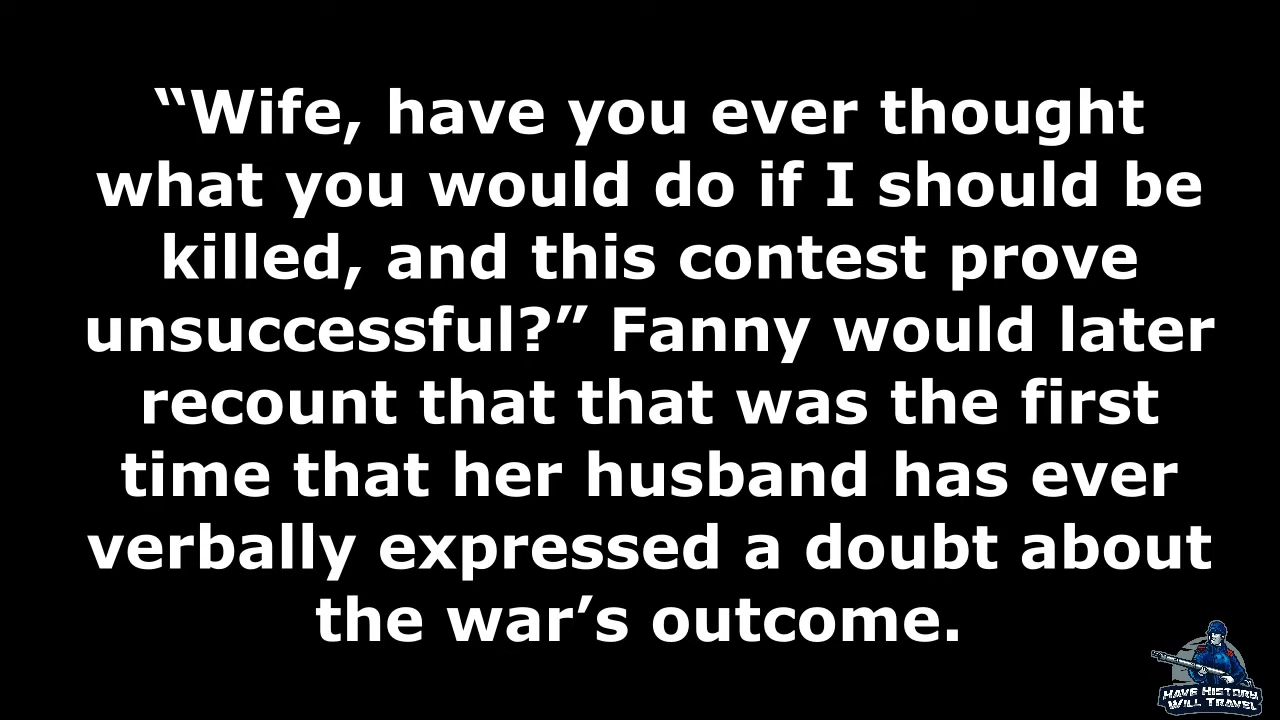 “Wife, have you ever thought
what you would do if I should be
killed, and this contest prove
unsuccessful?” Fanny would later
recount that that was the first
time that her husband has ever
verbally expressed a doubt about
the war’s outcome.
HAVE HISTORY
WILL TRAVEL